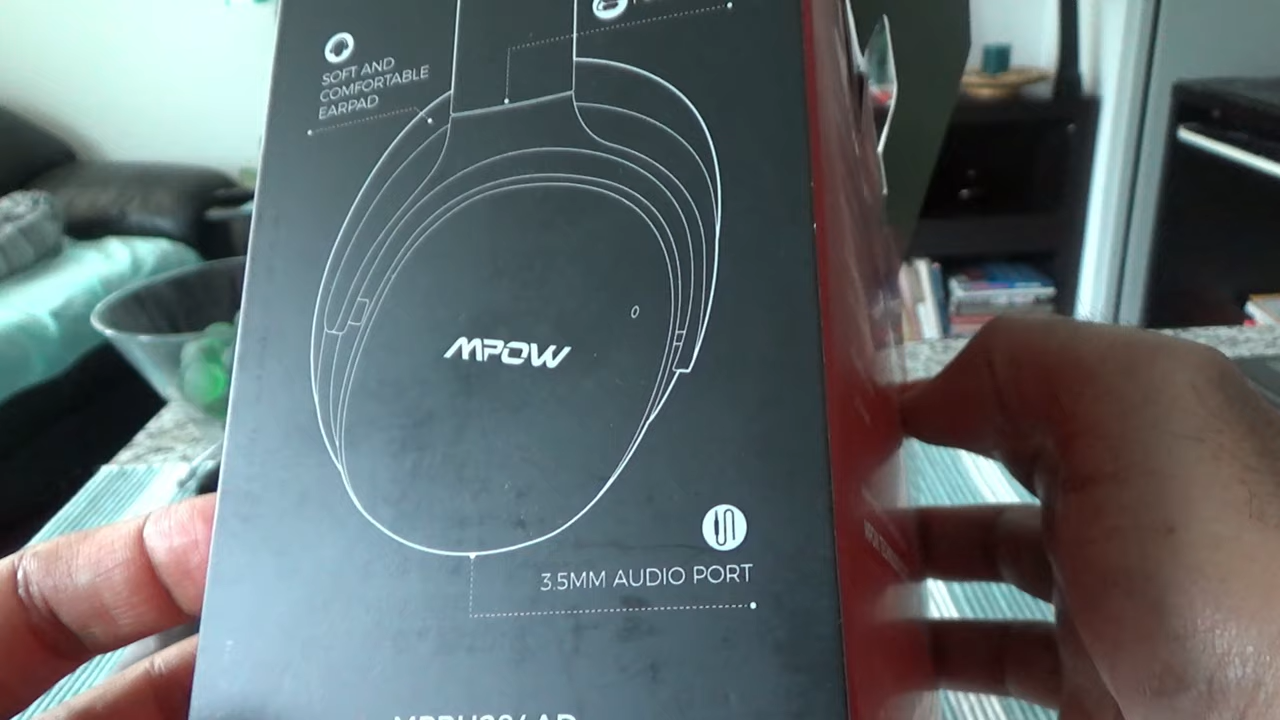 SOFT AND
COMFORTABLE
EARPAD
MPOW
3.5MM AUDIO PORT